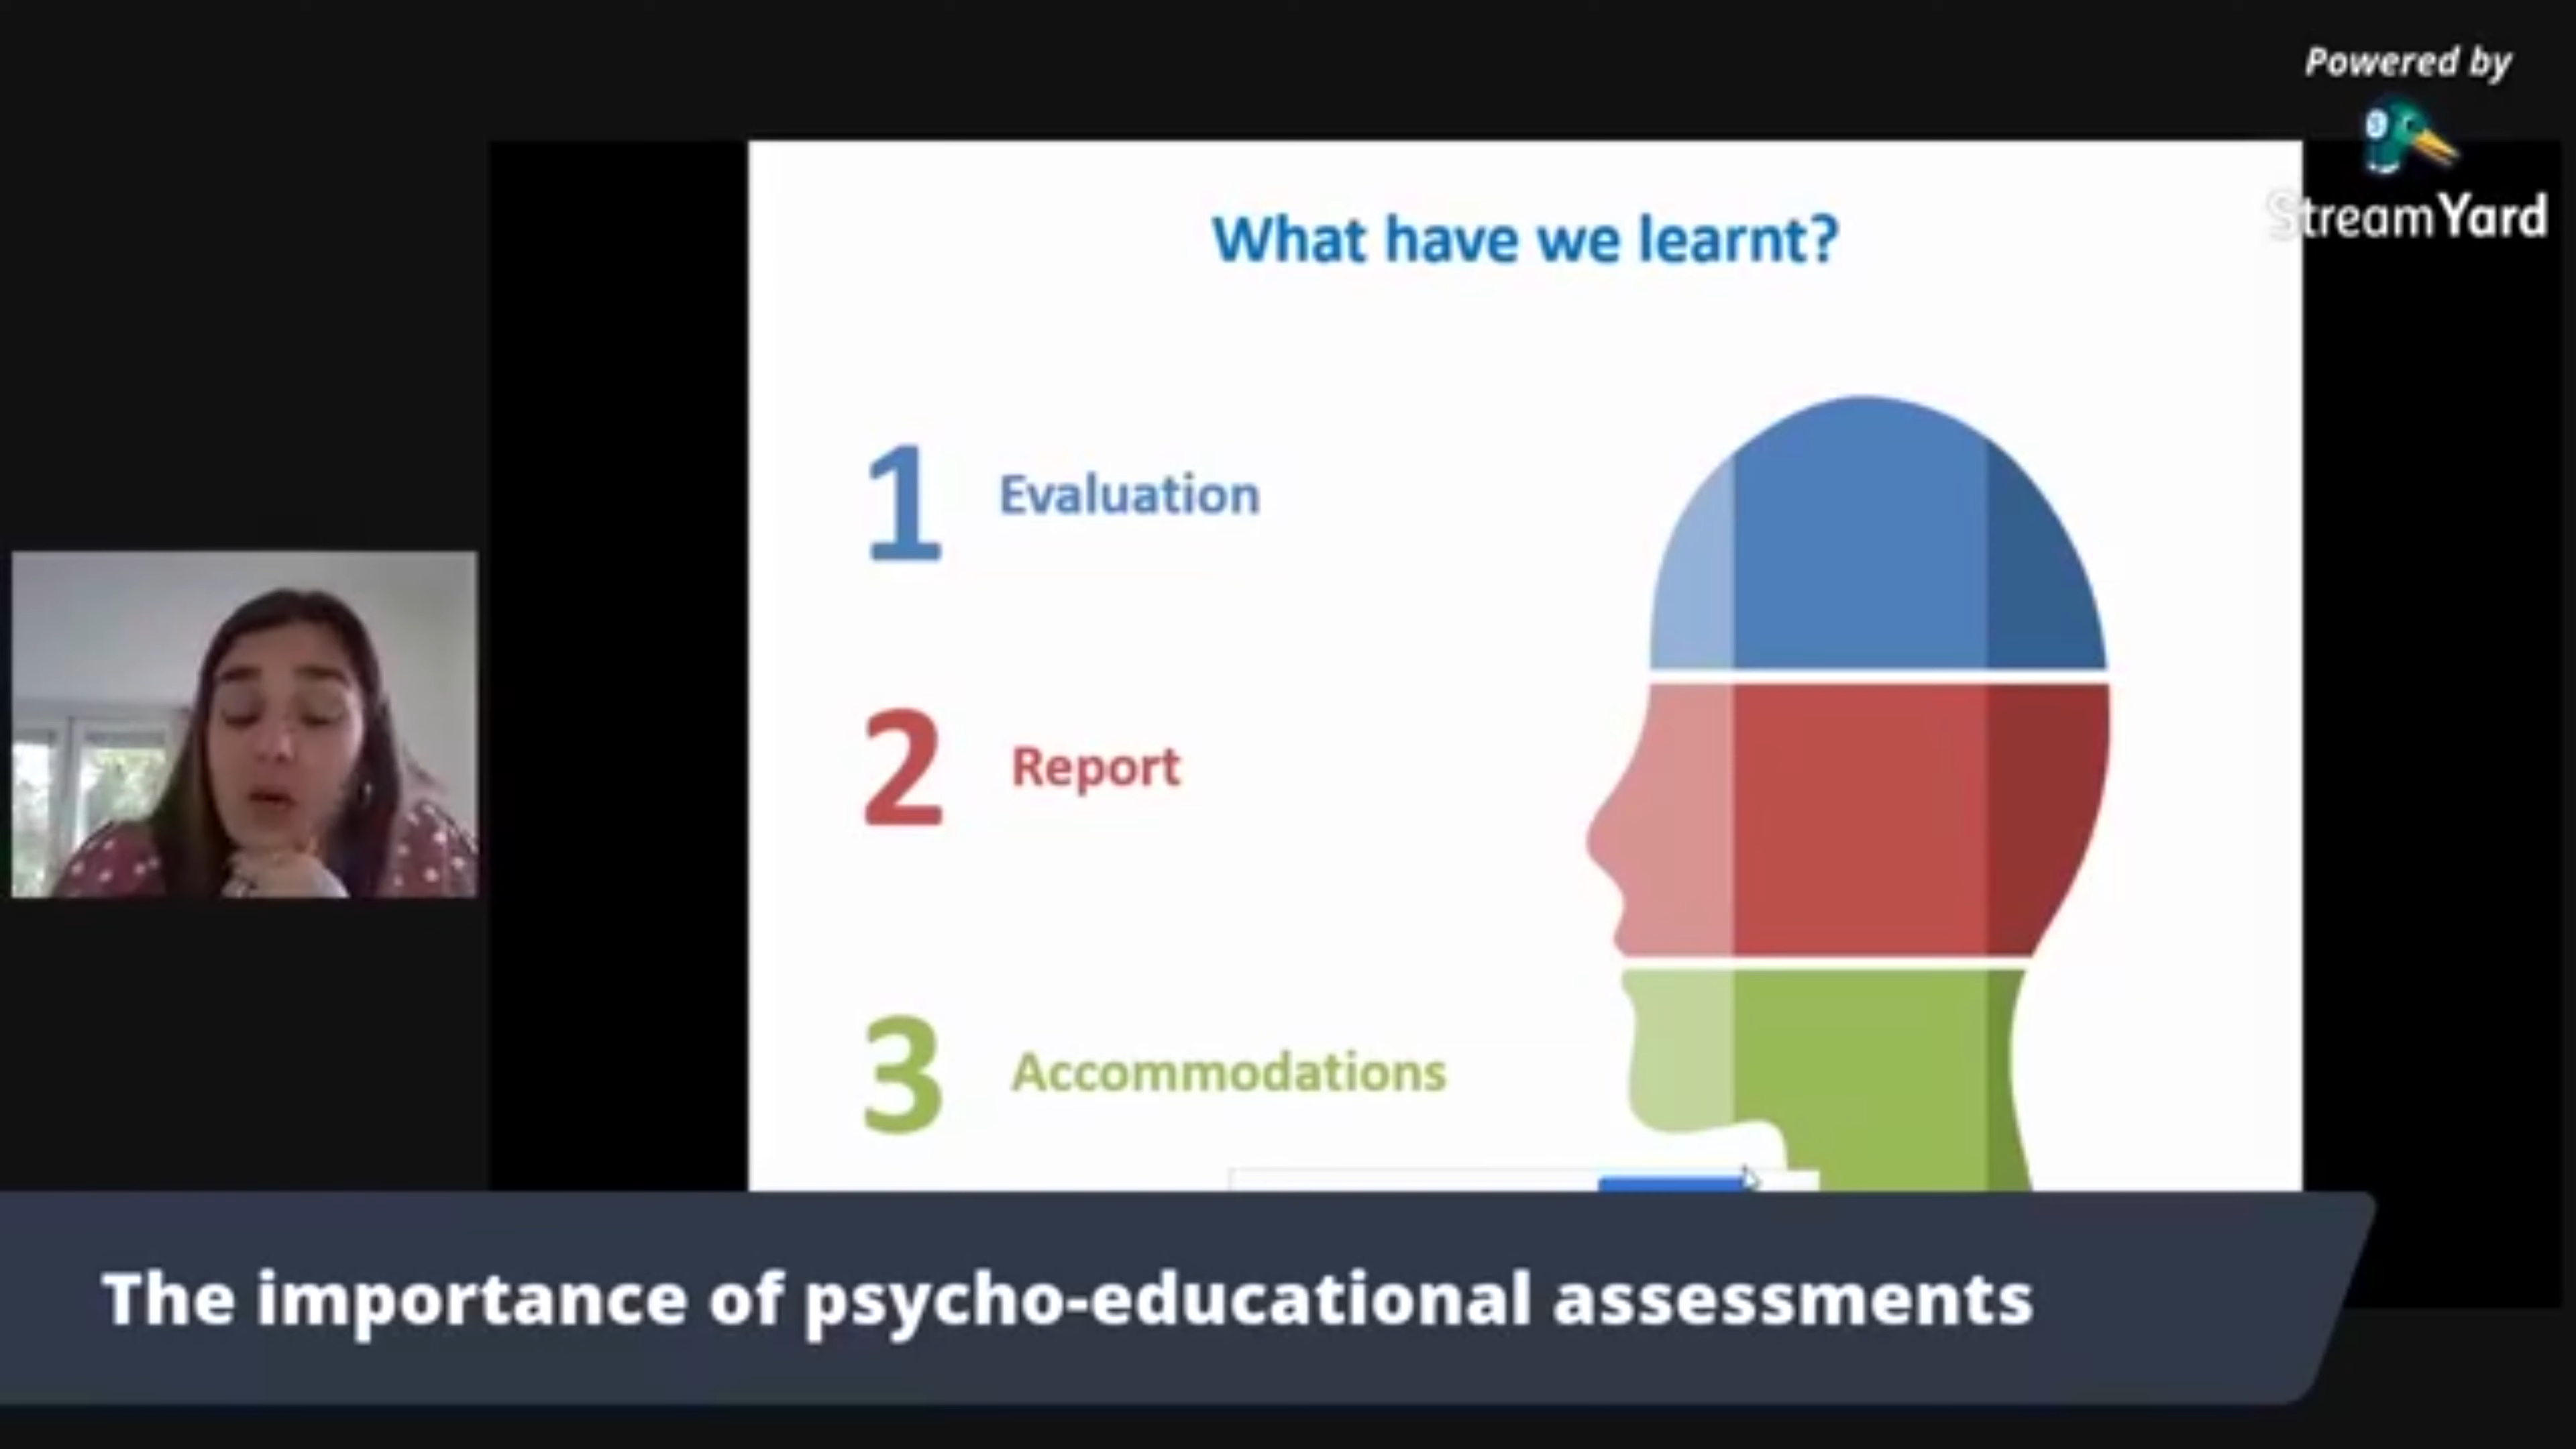 Powered by
StreamYard
What have we learnt?
1 Evaluation
2 Report
3 Accommodations
The importance of psycho-educational assessments